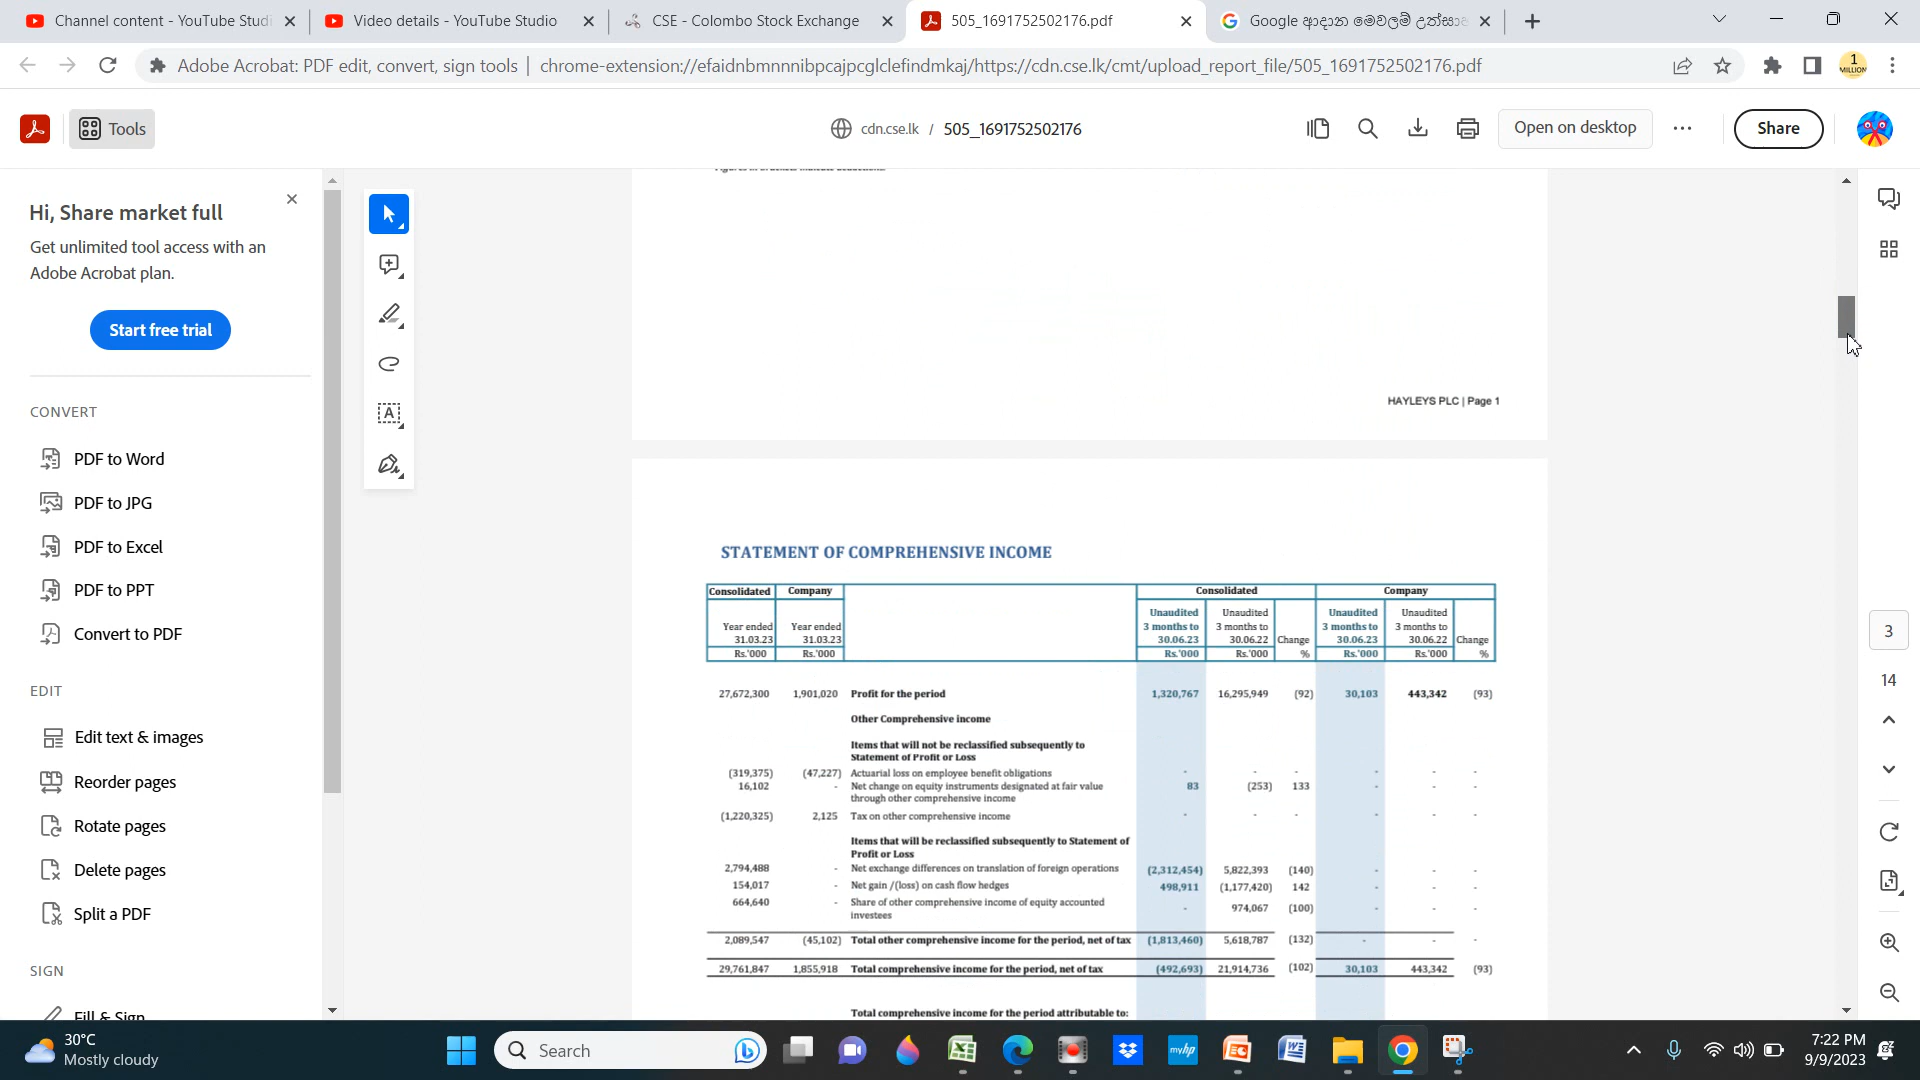 Channel content - YouTube Studi
Video details - YouTube Studio
CSE - Colombo Stock Exchange
505_1691752502176.pdf
Google ආදාන මෙවලම් උත්සාහ
Adobe Acrobat: PDF edit, convert, sign tools | chrome-extension://efaidnbmnnnibpcajpcglclefindmkaj/https://cdn.cse.lk/cmt/upload_report_file/505_1691752502176.pdf
1 MILLION
Tools
cdn.cse.lk / 505_1691752502176
Open on desktop
Share
Hi, Share market full
Get unlimited tool access with an
Adobe Acrobat plan.
Start free trial
CONVERT
PDF to Word
PDF to JPG
PDF to Excel
PDF to PPT
Convert to PDF
EDIT
Edit text & images
Reorder pages
Rotate pages
Delete pages
Split a PDF
SIGN
Fill & Sign
HAYLEYS PLC | Page 1
STATEMENT OF COMPREHENSIVE INCOME
Consolidated Company Consolidated Company
Unaudited Unaudited Unaudited Unaudited
Year ended Year ended 3 months to 3 months to 3 months to 3 months to
31.03.23 31.03.23 30.06.23 30.06.22 Change 30.06.23 30.06.22 Change
Rs.'000 Rs.'000 Rs.'000 Rs.'000 % Rs.'000 Rs.'000 %
27,672,300 1,901,020 Profit for the period 1,320,767 16,295,949 (92) 30,103 443,342 (93)
Other Comprehensive income
Items that will not be reclassified subsequently to
Statement of Profit or Loss
(319,375) (47,227) Actuarial loss on employee benefit obligations - - - - - -
16,102 - Net change on equity instruments designated at fair value 83 (253) 133 - - -
through other comprehensive income
(1,220,325) 2,125 Tax on other comprehensive income - - - - - -
Items that will be reclassified subsequently to Statement of
Profit or Loss
2,794,488 - Net exchange differences on translation of foreign operations (2,312,454) 5,822,393 (140) - - -
154,017 - Net gain /(loss) on cash flow hedges 498,911 (1,177,420) 142 - - -
664,640 - Share of other comprehensive income of equity accounted - 974,067 (100) - - -
investees
2,089,547 (45,102) Total other comprehensive income for the period, net of tax (1,813,460) 5,618,787 (132) - - -
29,761,847 1,855,918 Total comprehensive income for the period, net of tax (492,693) 21,914,736 (102) 30,103 443,342 (93)
Total comprehensive income for the period attributable to:
3
14
30°C
Mostly cloudy
Search
7:22 PM
9/9/2023